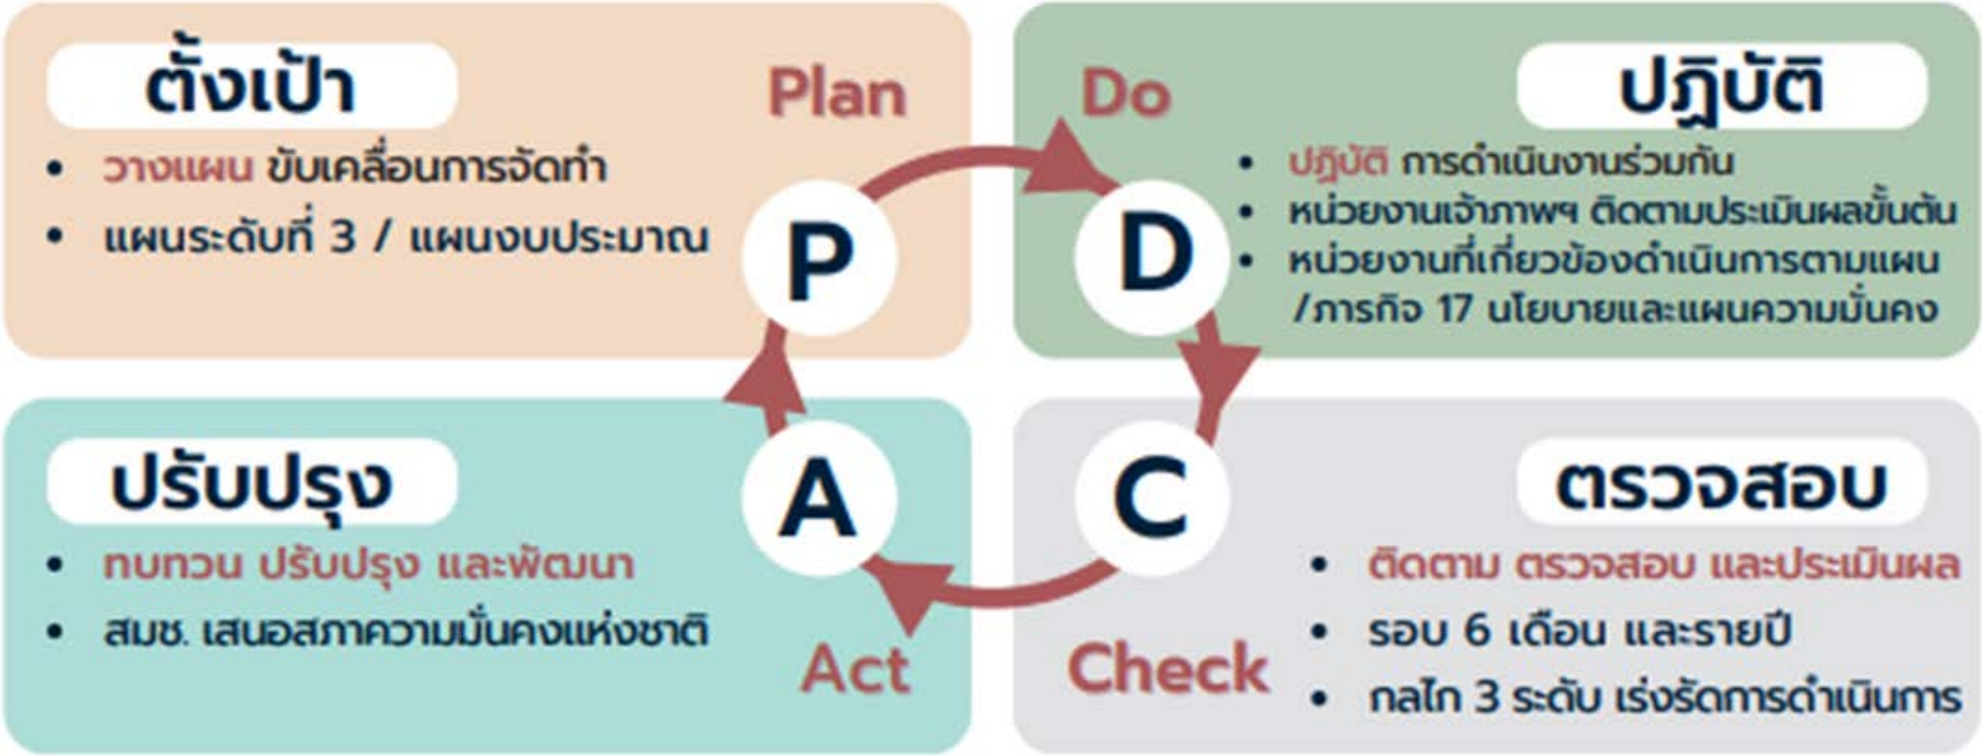 ตั้งเป้า
Plan
• วางแผน ขับเคลื่อนการจัดทำ
• แผนระดับที่ 3 / แผนงบประมาณ
P
Do
ปฏิบัติ
D
• ปฏิบัติ การดำเนินงานร่วมกัน
• หน่วยงานเจ้าภาพฯ ติดตามประเมินผลขั้นต้น
• หน่วยงานที่เกี่ยวข้องดำเนินการตามแผน
/ภารกิจ 17 นโยบายและแผนความมั่นคง
ปรับปรุง
A
• ทบทวน ปรับปรุง และพัฒนา
• สมช. เสนอสภาความมั่นคงแห่งชาติ
Act
C
ตรวจสอบ
Check
• ติดตาม ตรวจสอบ และประเมินผล
• รอบ 6 เดือน และรายปี
• กลไก 3 ระดับ เร่งรัดการดำเนินการ